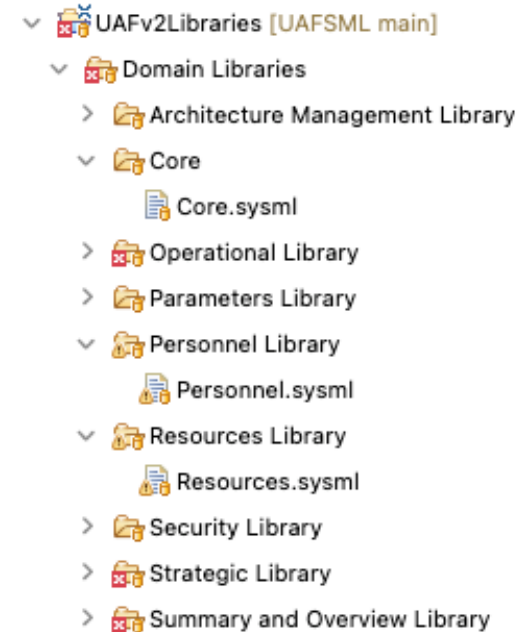 UAFv2Libraries [UAFSML main]
Domain Libraries
Architecture Management Library
Core
Core.sysml
Operational Library
Parameters Library
Personnel Library
Personnel.sysml
Resources Library
Resources.sysml
Security Library
Strategic Library
Summary and Overview Library